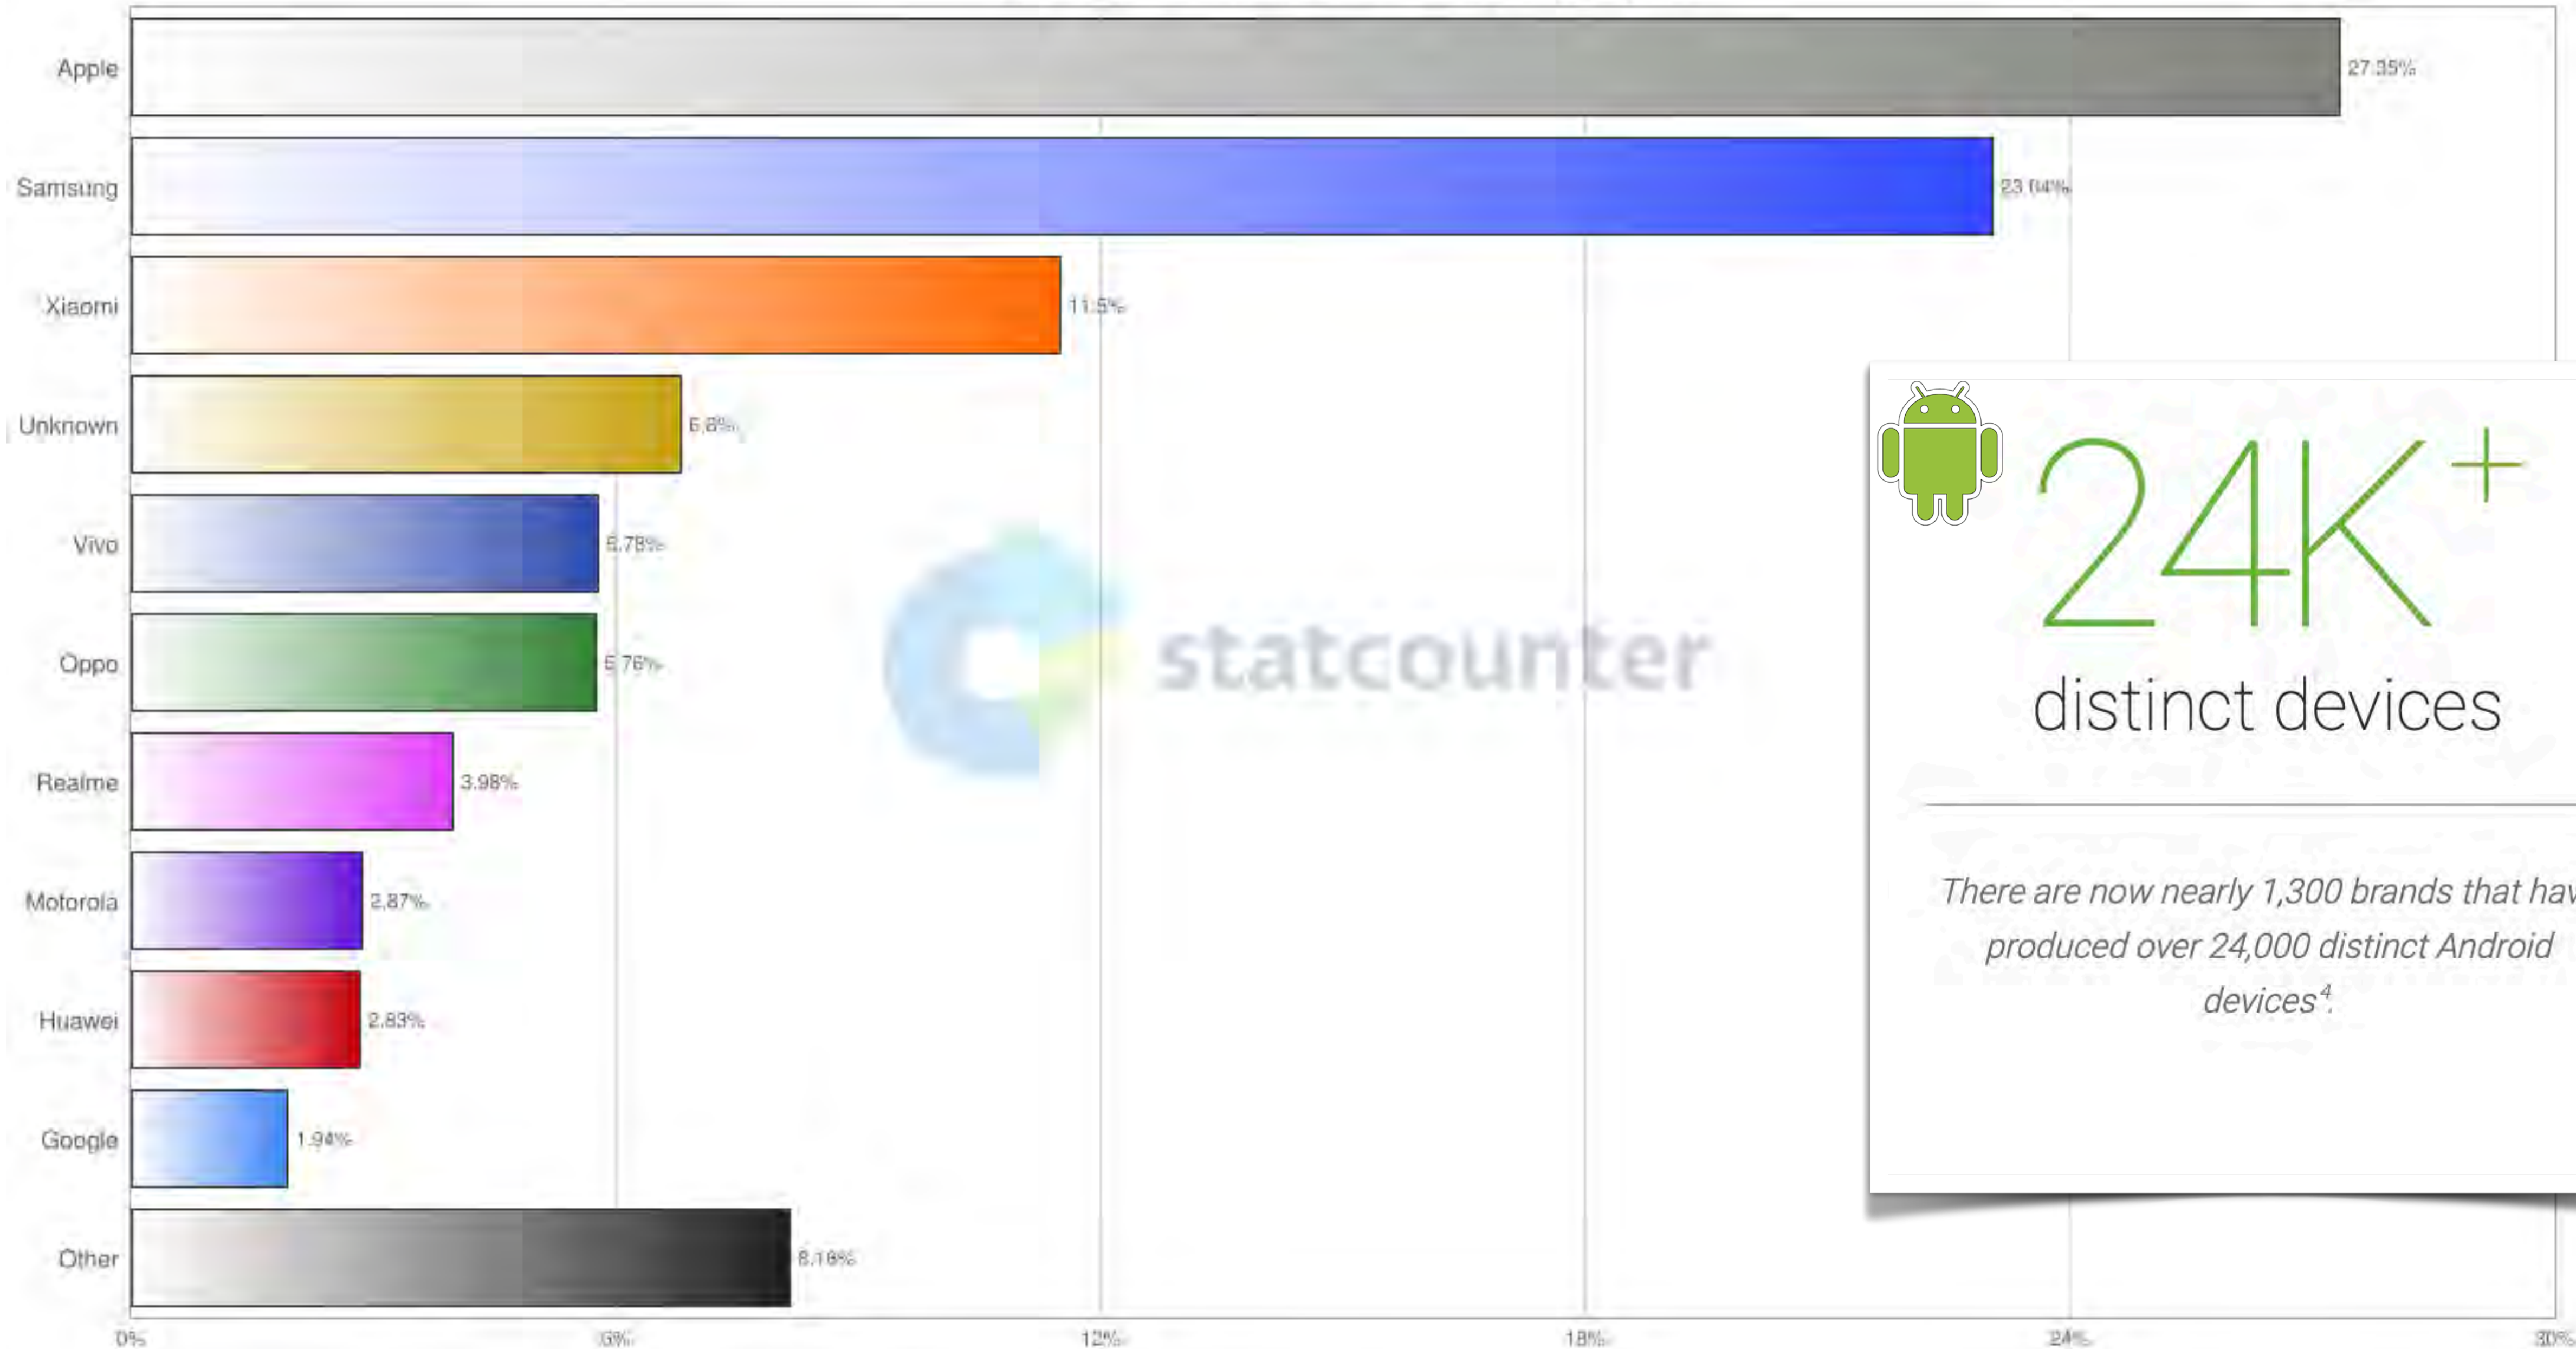 Apple 27.35%
Samsung 23.04%
Xiaomi 11.5%
Unknown 6.8%
Vivo 5.78%
Oppo 5.76%
Realme 3.98%
Motorola 2.87%
Huawei 2.83%
Google 1.94%
Other
0% 6% 12% 18% 24% 30%
statcounter
24K+
distinct devices
There are now nearly 1,300 brands that hav
produced over 24,000 distinct Android
devices⁴.